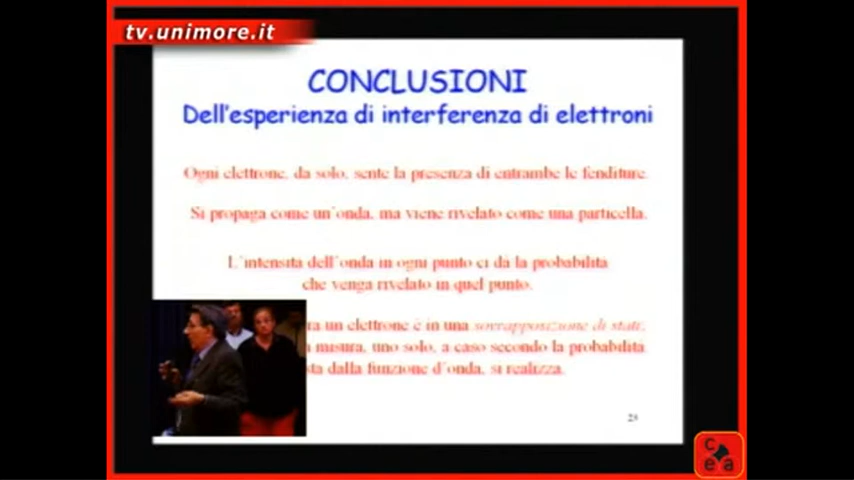 tv.unimore.it
CONCLUSIONI
Dell'esperienza di interferenza di elettroni
Ogni elettrone, da solo, sente la presenza di entrambe le fenditure.
Si propaga come un'onda, ma viene rivelato come una particella.
L'intensità dell'onda in ogni punto ci dà la probabilità
che venga rivelato in quel punto.
un elettrone è in una sovrapposizione di stati;
misura, uno solo, a caso secondo la probabilità
dalla funzione d'onda, si realizza.
c
e a